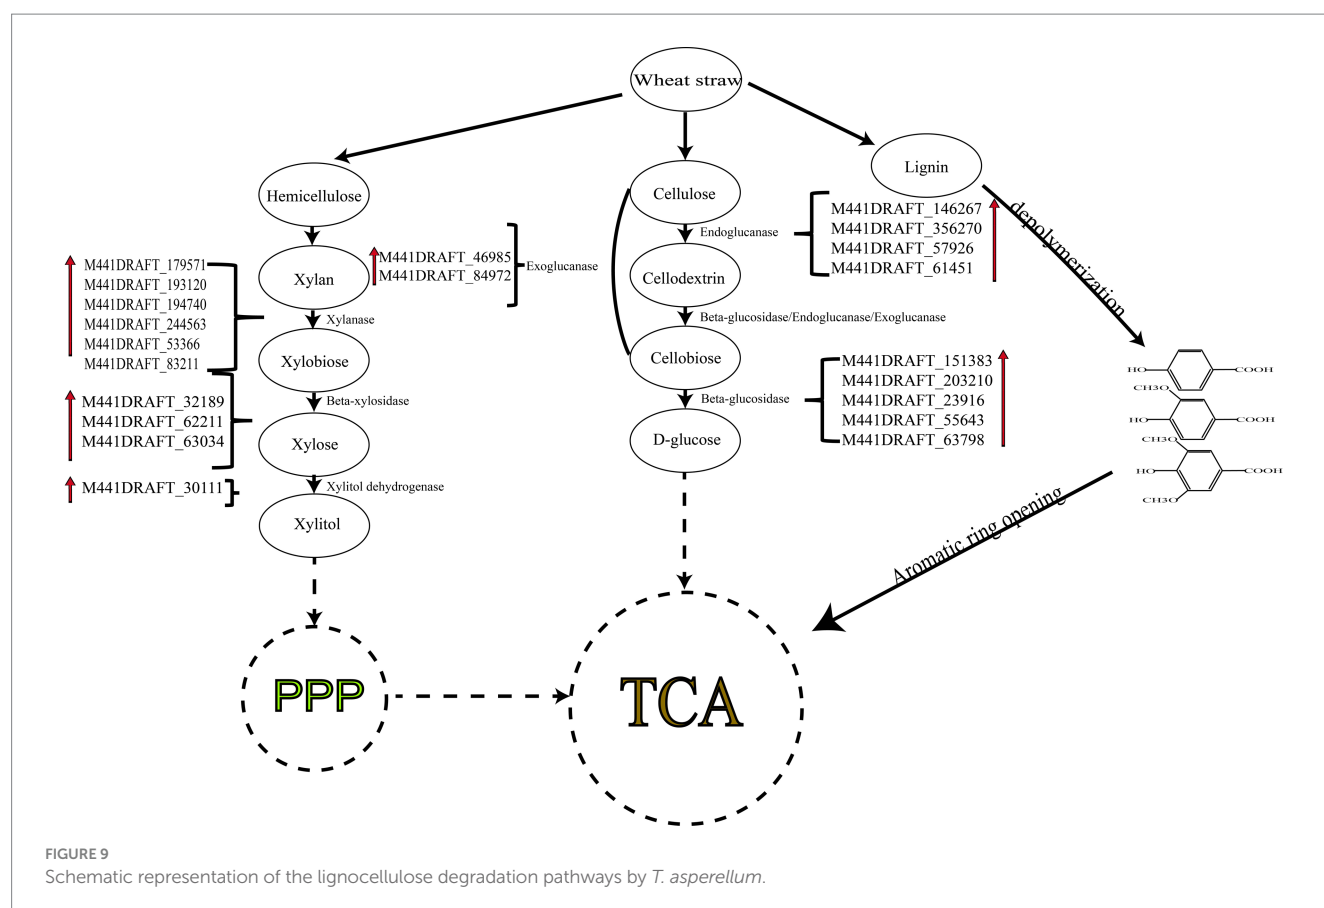 Wheat straw
Hemicellulose
Cellulose
Lignin
Xylan
Xylobiose
Xylose
Xylitol
Xylanase
Beta-xylosidase
Xylitol dehydrogenase
M441DRAFT_179571
M441DRAFT_193120
M441DRAFT_194740
M441DRAFT_244563
M441DRAFT_53366
M441DRAFT_83211
M441DRAFT_32189
M441DRAFT_62211
M441DRAFT_63034
M441DRAFT_30111
M441DRAFT_46985
M441DRAFT_84972
Exoglucanase
Endoglucanase
Cellodextrin
Beta-glucosidase/Endoglucanase/Exoglucanase
Cellobiose
Beta-glucosidase
D-glucose
M441DRAFT_146267
M441DRAFT_356270
M441DRAFT_57926
M441DRAFT_61451
M441DRAFT_151383
M441DRAFT_203210
M441DRAFT_23916
M441DRAFT_55643
M441DRAFT_63798
depolymerization
HO
COOH
CH3O
HO
COOH
CH3O
HO
COOH
CH3O
Aromatic ring opening
PPP
TCA
FIGURE 9
Schematic representation of the lignocellulose degradation pathways by T. asperellum.